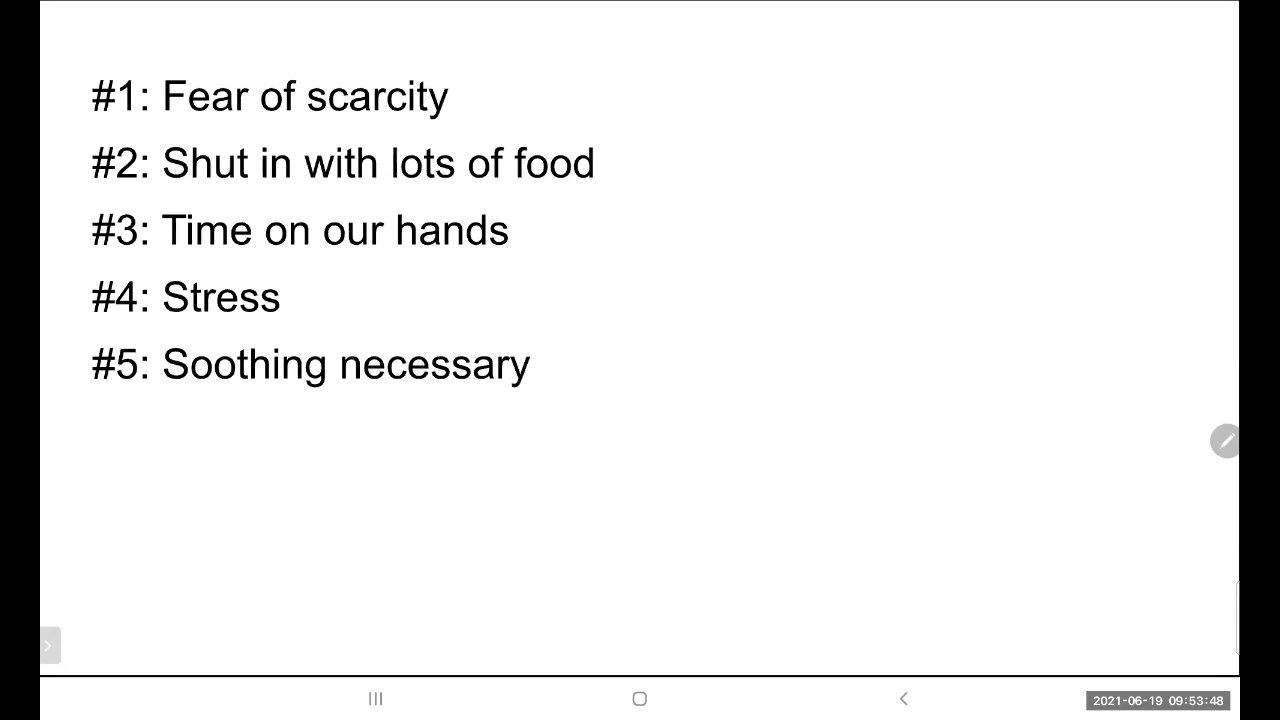 #1: Fear of scarcity
#2: Shut in with lots of food
#3: Time on our hands
#4: Stress
#5: Soothing necessary
2021-06-19 09:53:48